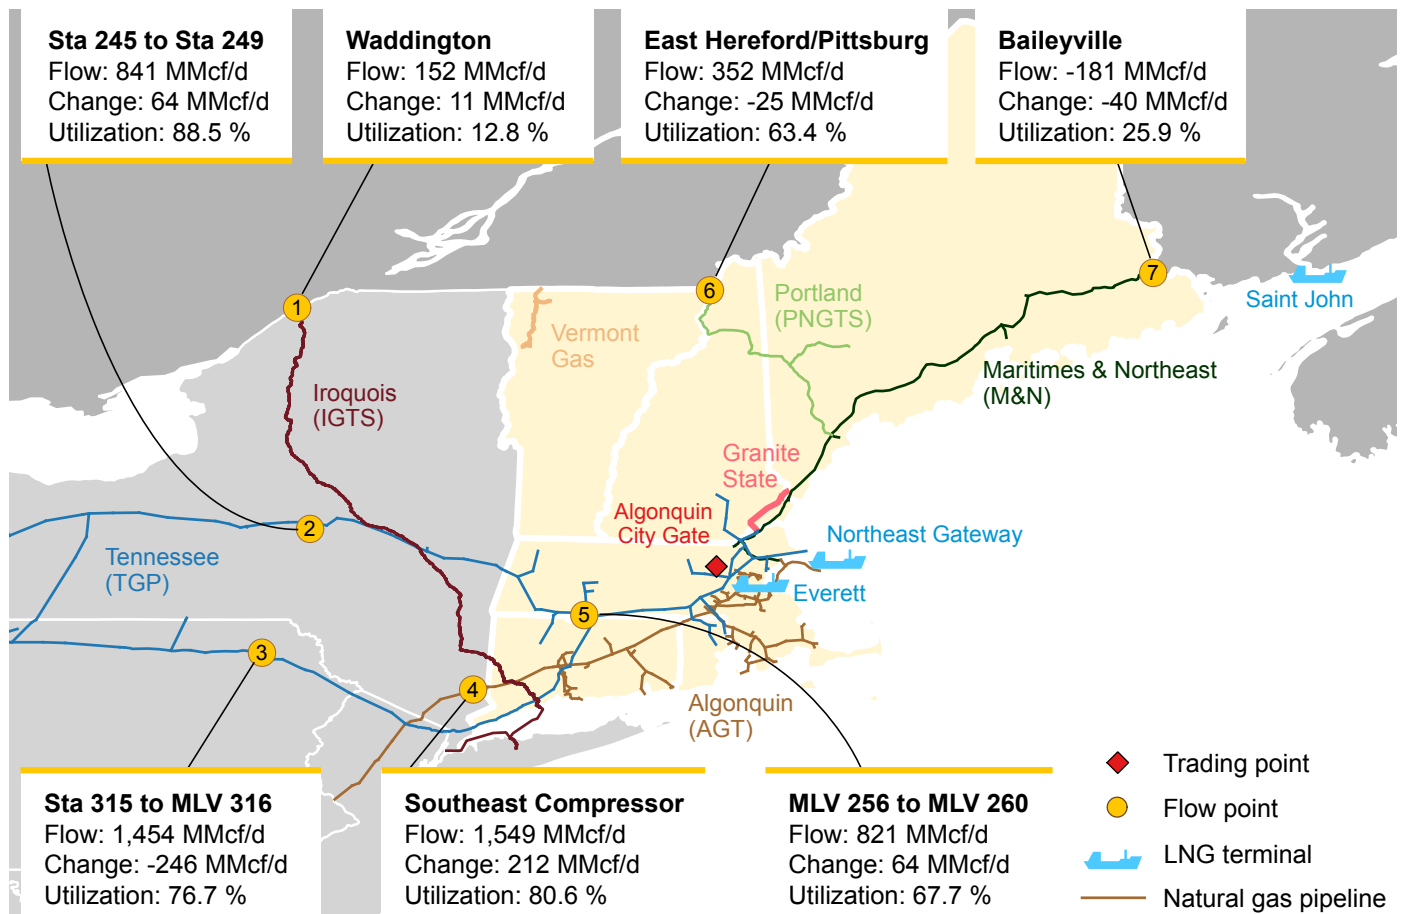 Sta 245 to Sta 249
Flow: 841 MMcf/d
Change: 64 MMcf/d
Utilization: 88.5 %
Waddington
Flow: 152 MMcf/d
Change: 11 MMcf/d
Utilization: 12.8 %
East Hereford/Pittsburg
Flow: 352 MMcf/d
Change: -25 MMcf/d
Utilization: 63.4 %
Baileyville
Flow: -181 MMcf/d
Change: -40 MMcf/d
Utilization: 25.9 %
1
6
7
Saint John
Portland
(PNGTS)
Vermont
Gas
Iroquois
(IGTS)
Maritimes & Northeast
(M&N)
Granite
State
Algonquin
City Gate
2
Northeast Gateway
Tennessee
(TGP)
Everett
5
3
4
Algonquin
(AGT)
Sta 315 to MLV 316
Flow: 1,454 MMcf/d
Change: -246 MMcf/d
Utilization: 76.7 %
Southeast Compressor
Flow: 1,549 MMcf/d
Change: 212 MMcf/d
Utilization: 80.6 %
MLV 256 to MLV 260
Flow: 821 MMcf/d
Change: 64 MMcf/d
Utilization: 67.7 %
Trading point
Flow point
LNG terminal
Natural gas pipeline